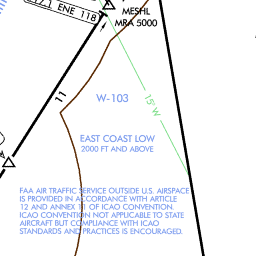 ENE 118
MESHL
MRA 5000
11
W-103
15°W
EAST COAST LOW
2000 FT AND ABOVE
FAA AIR TRAFFIC SERVICE OUTSIDE U.S. AIRSPACE
IS PROVIDED IN ACCORDANCE WITH ARTICLE
12 AND ANNEX 11 OF ICAO CONVENTION.
ICAO CONVENTION NOT APPLICABLE TO STATE
AIRCRAFT BUT COMPLIANCE WITH ICAO
STANDARDS AND PRACTICES IS ENCOURAGED.